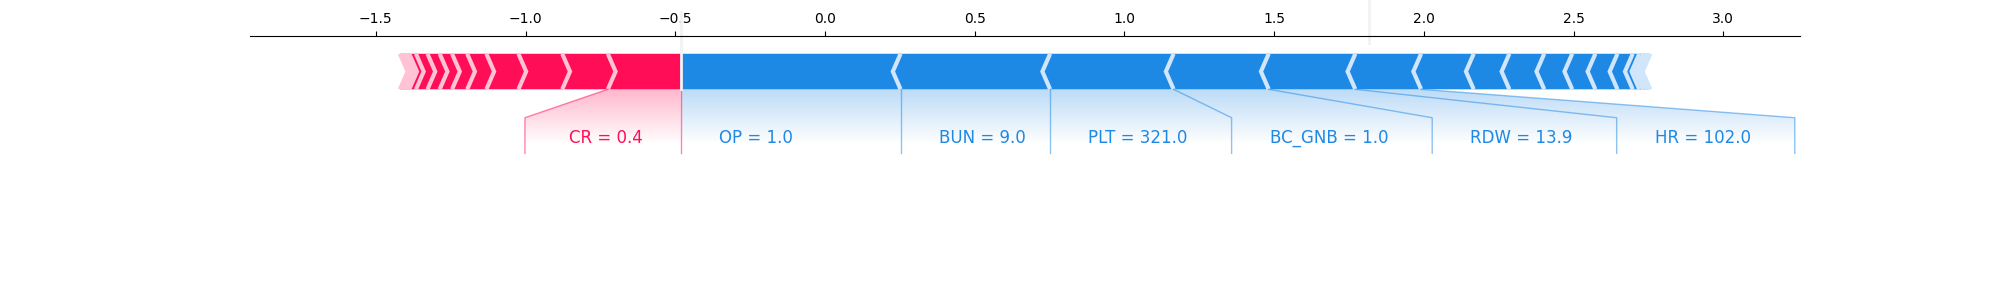 −1.5 −1.0 −0.5 0.0 0.5 1.0 1.5 2.0 2.5 3.0
CR = 0.4 OP = 1.0 BUN = 9.0 PLT = 321.0 BC_GNB = 1.0 RDW = 13.9 HR = 102.0